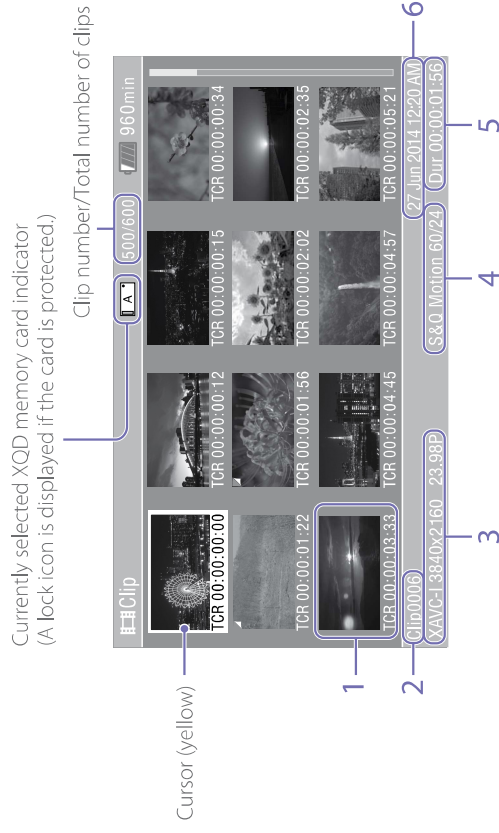 Currently selected XQD memory card indicator
(A lock icon is displayed if the card is protected.)
Clip number/Total number of clips
Clip
A
500/600
960min
Cursor (yellow)
TCR 00:00:00:00
TCR 00:00:00:12
TCR 00:00:00:15
TCR 00:00:00:34
TCR 00:00:01:22
TCR 00:00:01:56
TCR 00:00:02:02
TCR 00:00:02:35
TCR 00:00:03:33
TCR 00:00:04:45
TCR 00:00:04:57
TCR 00:00:05:21
Clip0006
27 Jun 2014 12:20 AM
XAVC-I 3840x2160 23.98P
S&Q Motion 60/24
Dur 00:00:01:56
1
2
3
4
5
6